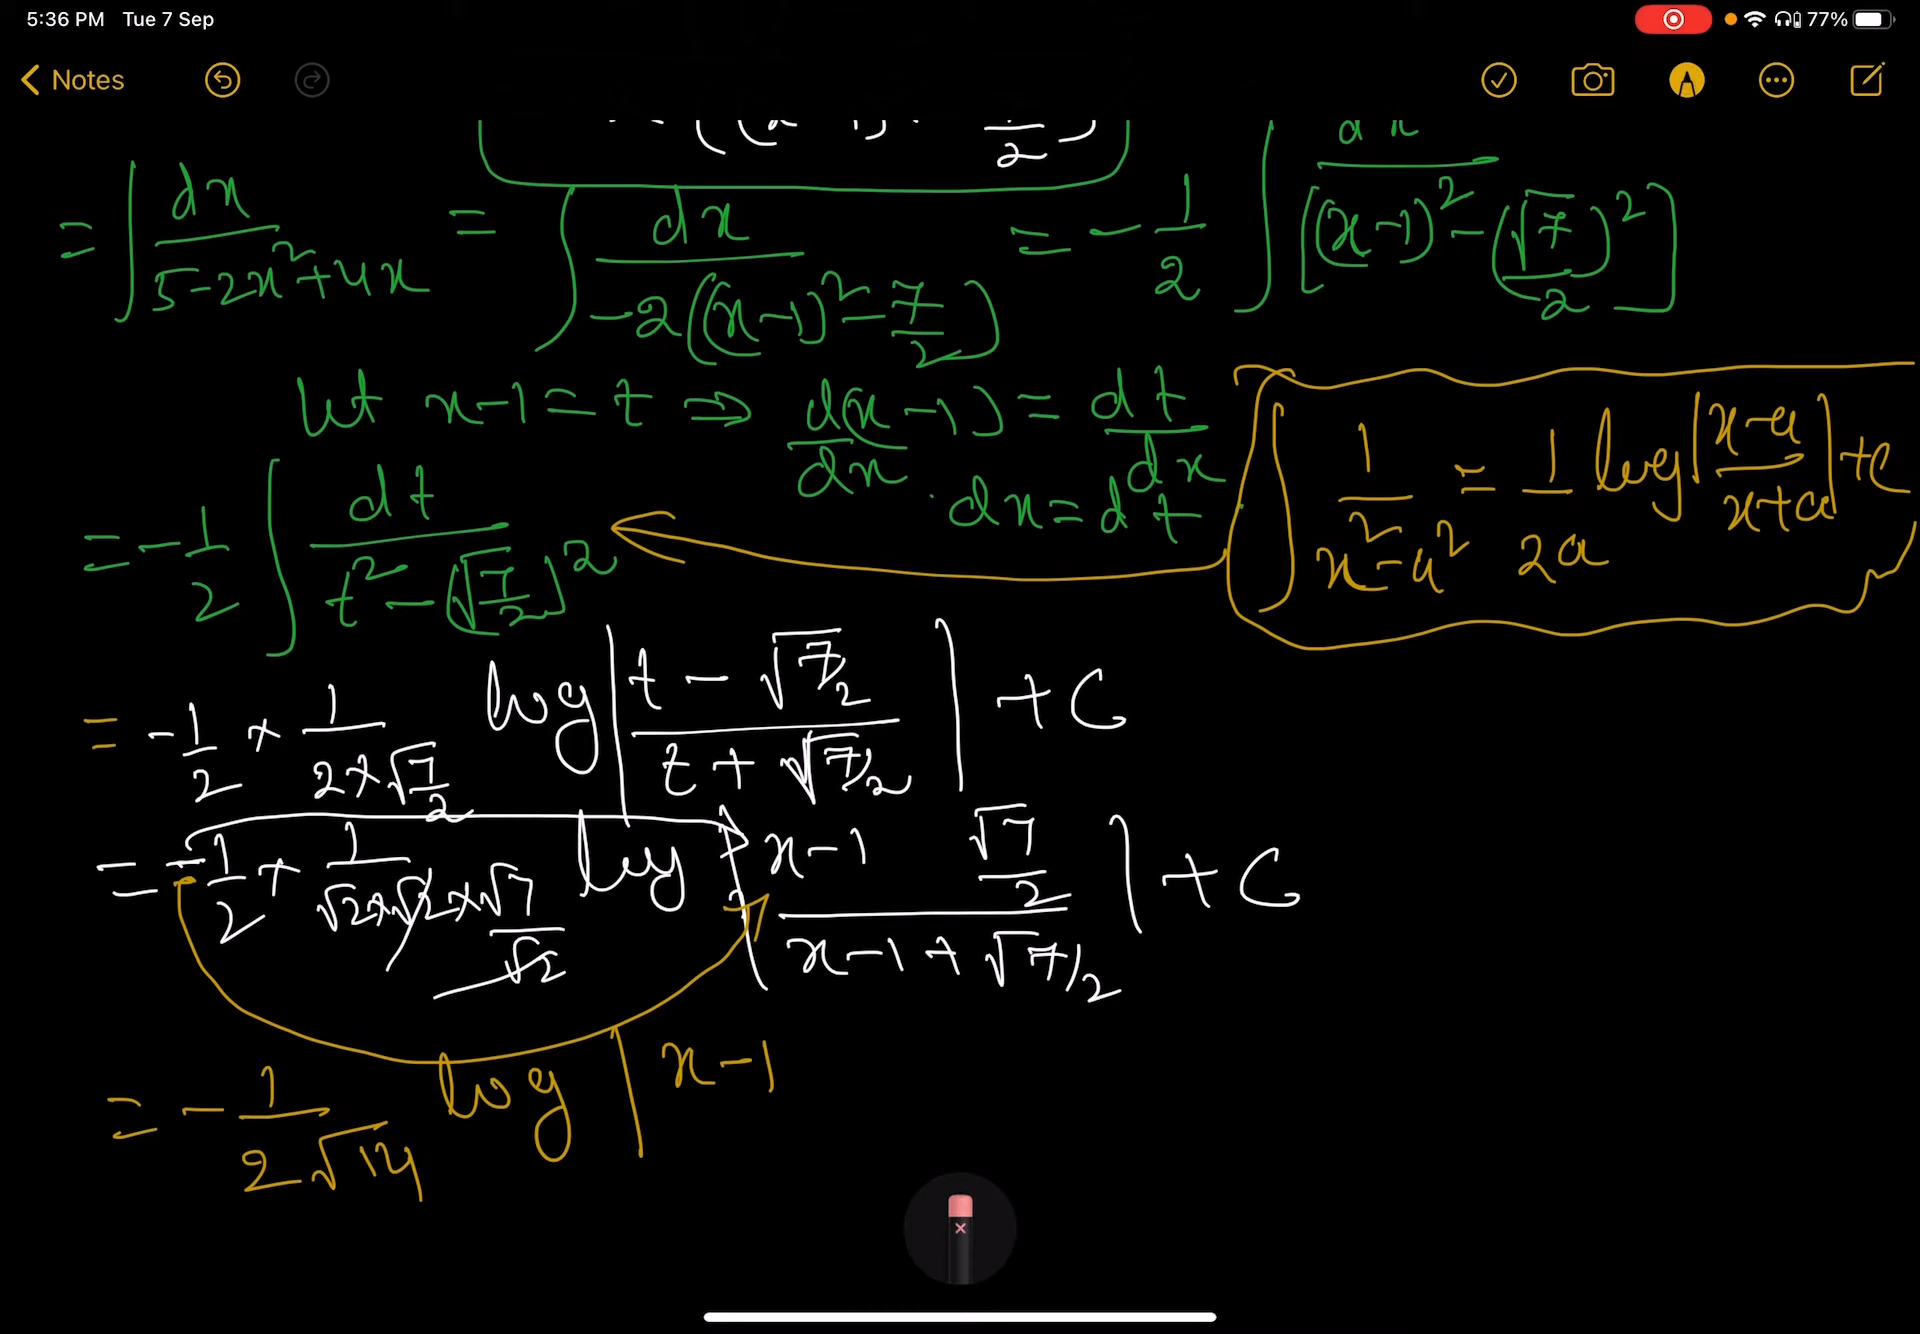 5:36 PM Tue 7 Sep 77%
Notes
2
dx
= ∫ dx / (5-2x²+4x) = ∫ dx / (-2((x-1)² - 7/2)) = -1/2 ∫ dx / [(x-1)² - (√7/2)²]
let x-1 = t ⇒ d(x-1)/dx = dt/dx
dx = dt
∫ 1/(x²-a²) = 1/2a log|x-a/x+a| + c
= -1/2 ∫ dt / (t² - (√7/2)²)
= -1/2 × 1/(2×√7/2) log |t - √7/2 / t + √7/2| + C
= -1/2 + 1/(√2×√2×√7/√2) log |x-1 √7/2 / x-1+√7/2| + C
= -1/2√14 log |x-1